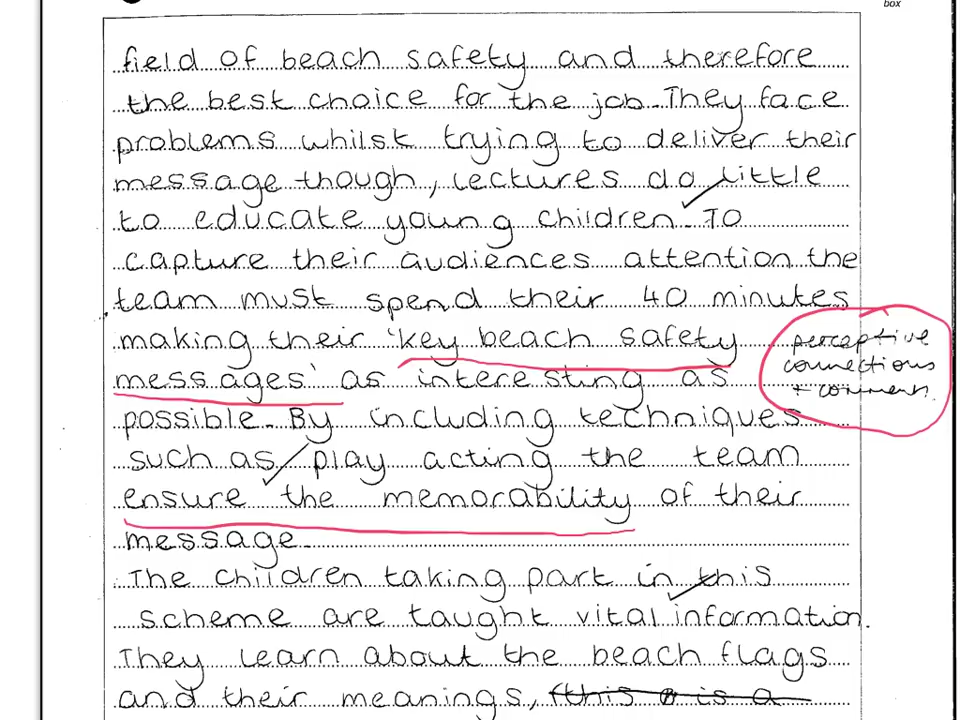 box
field of beach safety and therefore
the best choice for the job. They face
problems whilst trying to deliver their
message though, lectures do little
to educate young children. To
capture their audiences attention the
team must spend their 40 minutes
making their 'key beach safety
messages' as interesting as
possible. By including techniques
such as play acting the team
ensure the memorability of their
message.
The children taking part in this
scheme are taught vital information.
They learn about the beach flags
and their meanings, (this is a
perceptive
connections
+ comments.